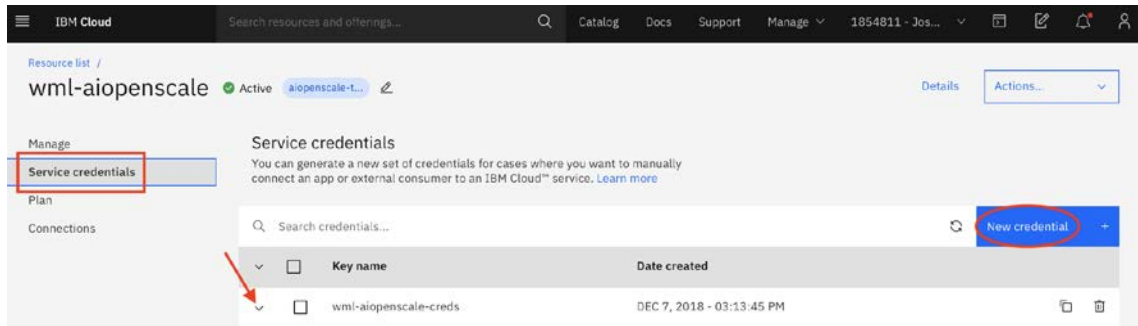 IBM Cloud
Search resources and offerings...
Catalog
Docs
Support
Manage
1854811 - Jos...
Resource list /
wml-aiopenscale
Active
aiopenscale-t...
Details
Actions...
Manage
Service credentials
Plan
Connections
Service credentials
You can generate a new set of credentials for cases where you want to manually
connect an app or external consumer to an IBM Cloud™ service. Learn more
Search credentials...
New credential +
Key name
Date created
wml-aiopenscale-creds
DEC 7, 2018 - 03:13:45 PM